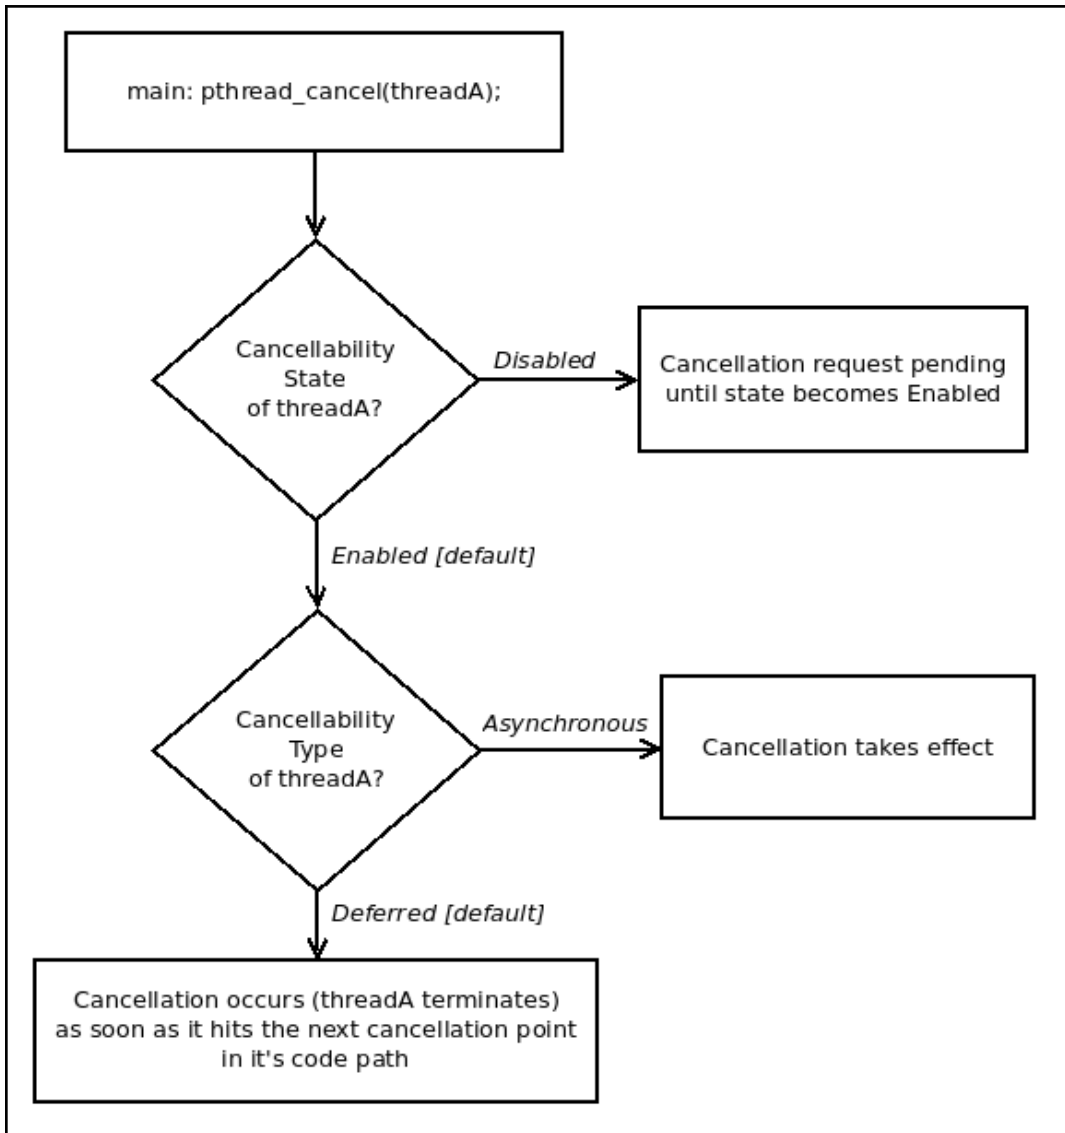 main: pthread_cancel(threadA);
Cancellability
State
of threadA?
Disabled
Cancellation request pending
until state becomes Enabled
Enabled [default]
Cancellability
Type
of threadA?
Asynchronous
Cancellation takes effect
Deferred [default]
Cancellation occurs (threadA terminates)
as soon as it hits the next cancellation point
in it's code path